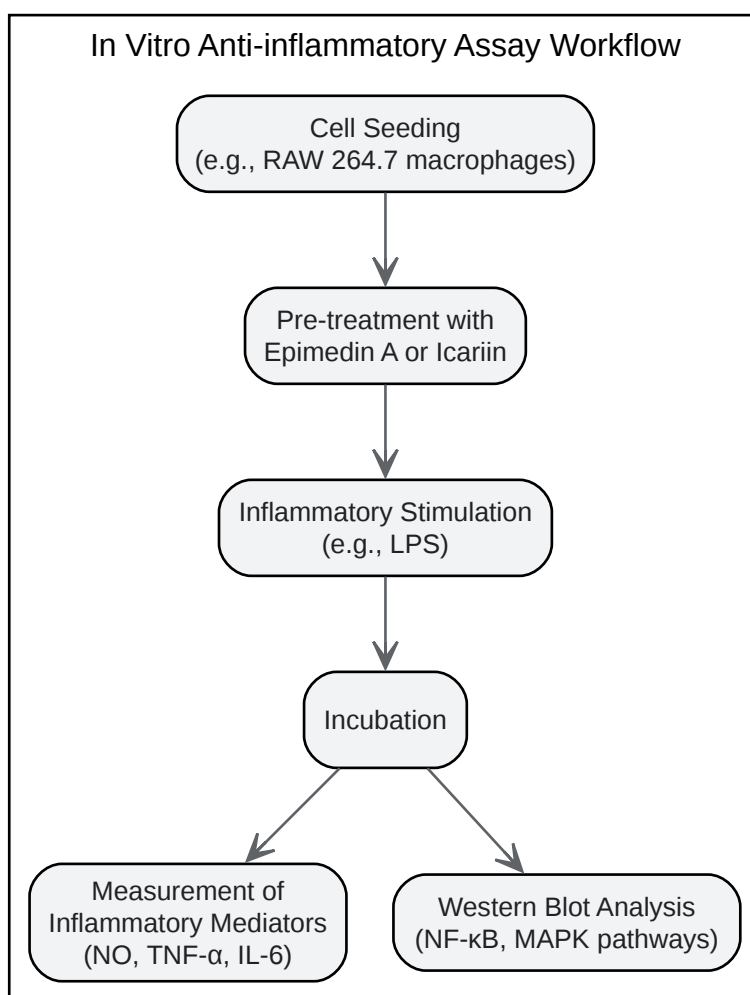 In Vitro Anti-inflammatory Assay Workflow
Cell Seeding
(e.g., RAW 264.7 macrophages)
Pre-treatment with
Epimedin A or Icariin
Inflammatory Stimulation
(e.g., LPS)
Incubation
Measurement of
Inflammatory Mediators
(NO, TNF-α, IL-6)
Western Blot Analysis
(NF-κB, MAPK pathways)